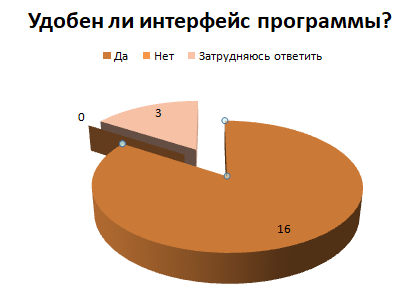 Удобен ли интерфейс программы?
Да Нет Затрудняюсь ответить
3
0
16